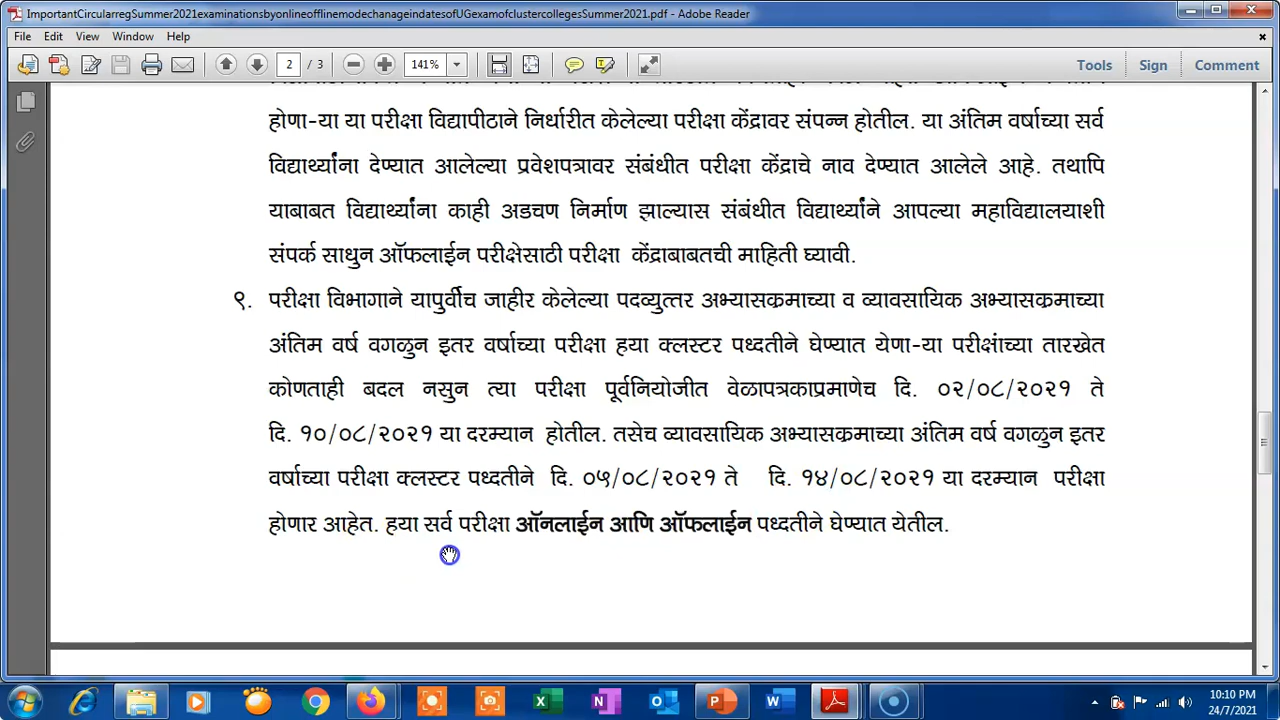 ImportantCircularregSummer2021examinationsbyonlineofflinemodechanageindatesofUGexamofclustercollegesSummer2021.pdf - Adobe Reader
File Edit View Window Help
2 / 3 141% Tools Sign Comment
होणा-या या परीक्षा विद्यापीठाने निर्धारीत केलेल्या परीक्षा केंद्रावर संपन्न होतील. या अंतिम वर्षाच्या सर्व
विद्यार्थ्यांना देण्यात आलेल्या प्रवेशपत्रावर संबंधीत परीक्षा केंद्राचे नाव देण्यात आलेले आहे. तथापि
याबाबत विद्यार्थ्यांना काही अडचण निर्माण झाल्यास संबंधीत विद्यार्थ्यांने आपल्या महाविद्यालयाशी
संपर्क साधुन ऑफलाईन परीक्षेसाठी परीक्षा केंद्राबाबतची माहिती घ्यावी.
९. परीक्षा विभागाने यापुर्वीच जाहीर केलेल्या पदव्युत्तर अभ्यासक्रमाच्या व व्यावसायिक अभ्यासक्रमाच्या
अंतिम वर्ष वगळुन इतर वर्षाच्या परीक्षा हया क्लस्टर पध्दतीने घेण्यात येणा-या परीक्षांच्या तारखेत
कोणताही बदल नसुन त्या परीक्षा पूर्वनियोजीत वेळापत्रकाप्रमाणेच दि. ०२/०८/२०२१ ते
दि. १०/०८/२०२१ या दरम्यान होतील. तसेच व्यावसायिक अभ्यासक्रमाच्या अंतिम वर्ष वगळुन इतर
वर्षाच्या परीक्षा क्लस्टर पध्दतीने दि. ०५/०८/२०२१ ते दि. १४/०८/२०२१ या दरम्यान परीक्षा
होणार आहेत. हया सर्व परीक्षा ऑनलाईन आणि ऑफलाईन पध्दतीने घेण्यात येतील.
10:10 PM
24/7/2021